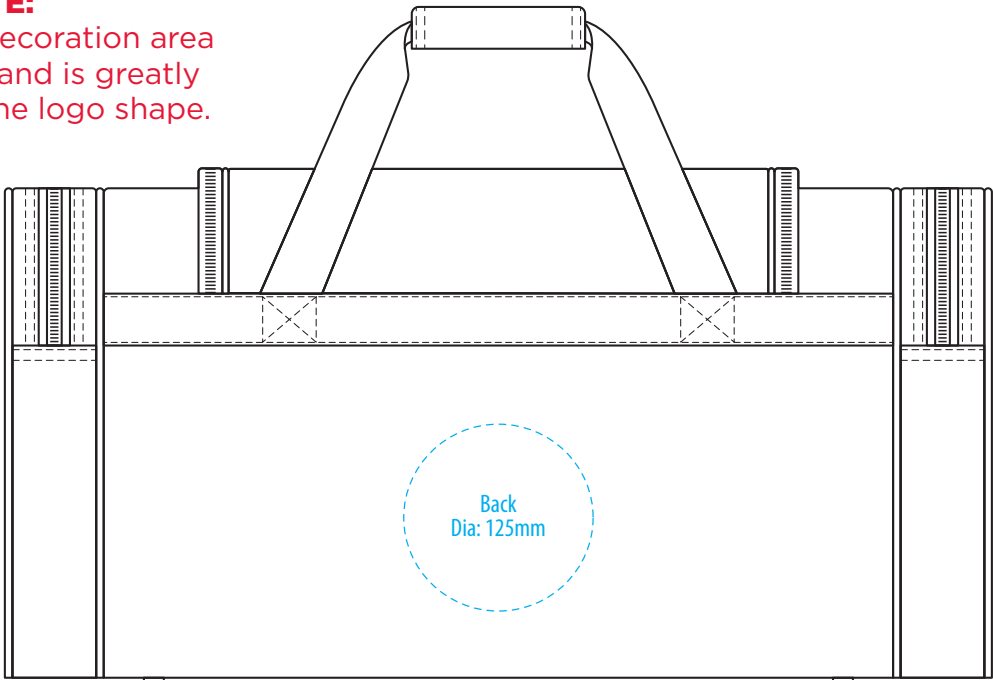 E:
ecoration area
and is greatly
he logo shape.
Back
Dia: 125mm